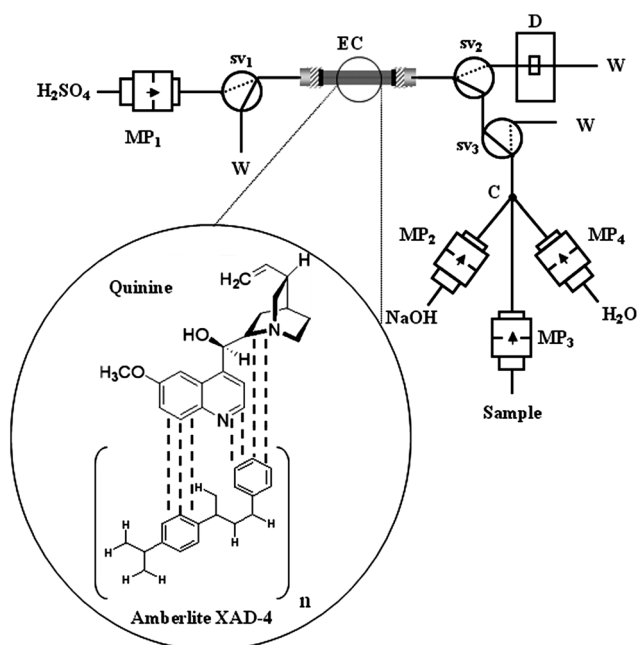 D
EC
sv₂
sv₁
H₂SO₄
W
MP₁
W
W
sv₃
C
MP₂
MP₄
NaOH
H₂O
MP₃
Sample
Quinine
H₂C
H
N
HO
H
H₃CO
N
H
H
H
H
H
H
H
n
Amberlite XAD-4